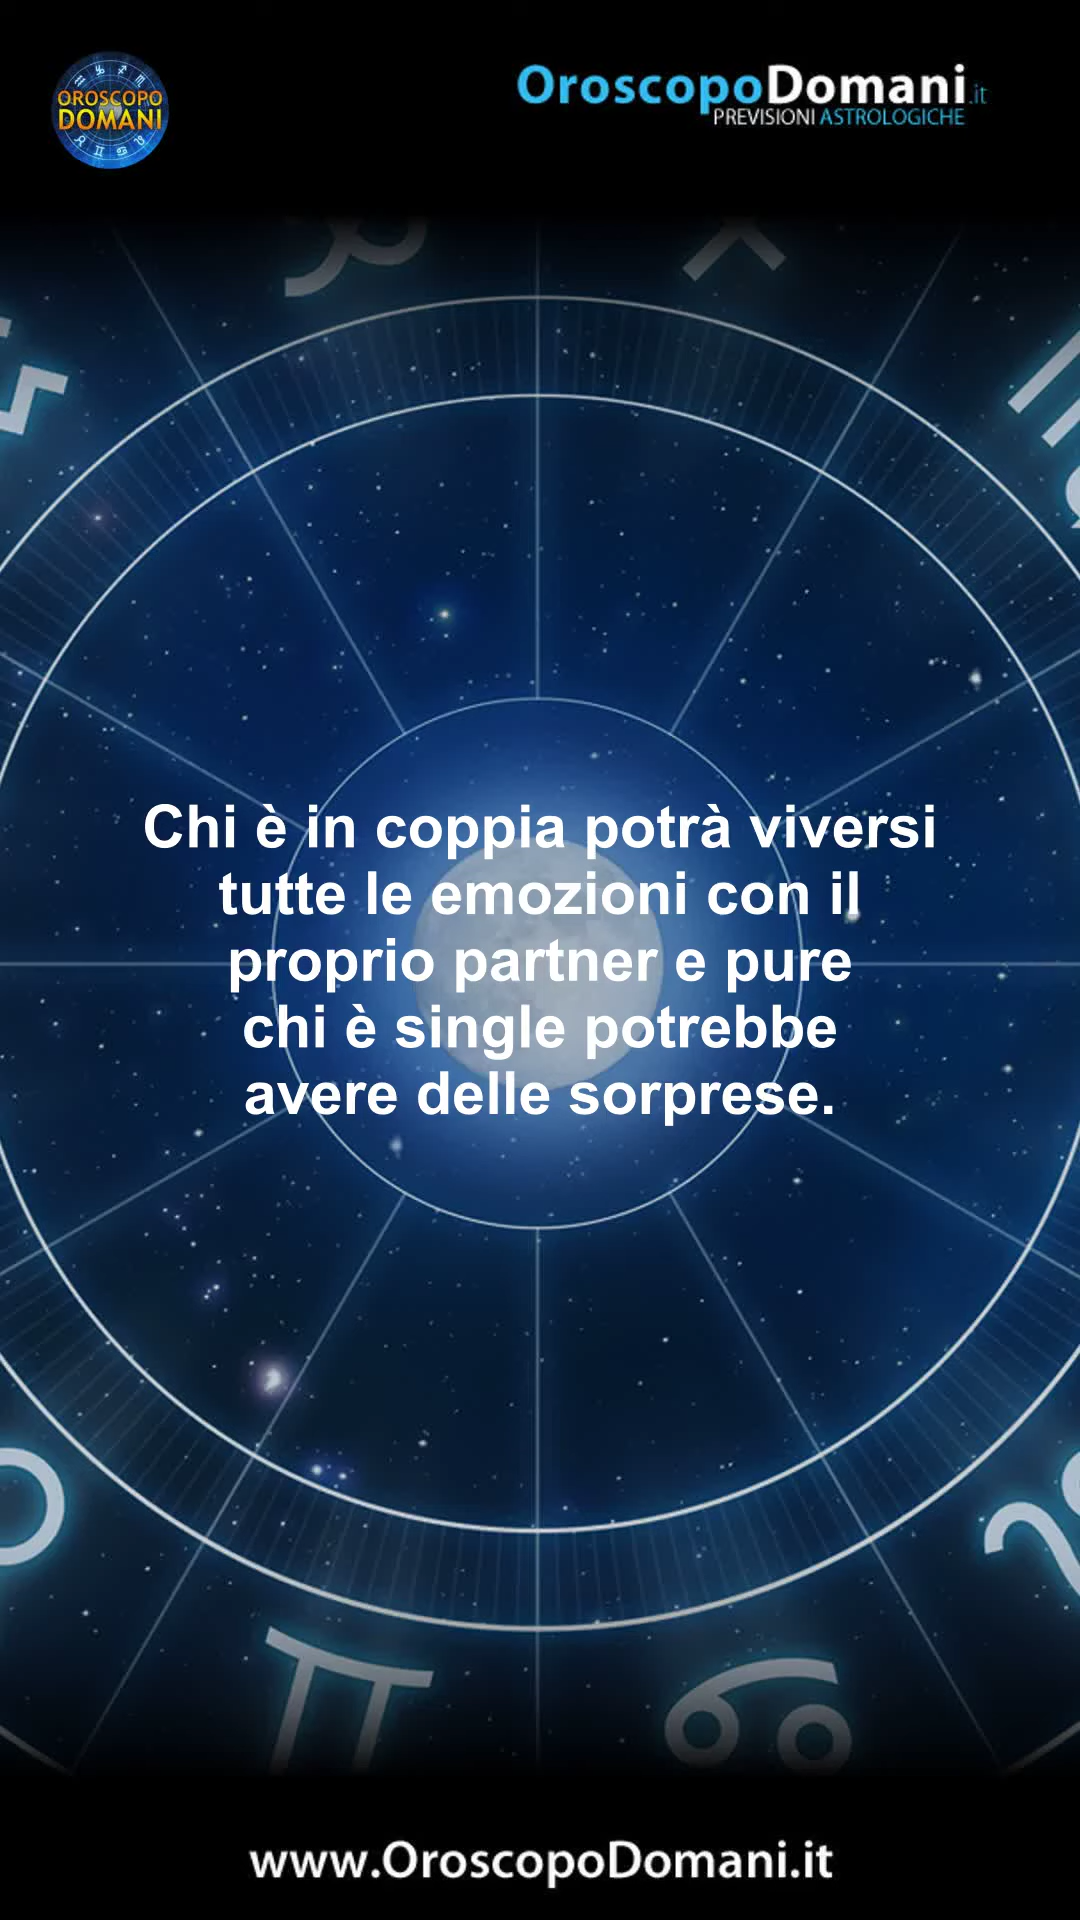 OROSCOPO
DOMANI
OroscopoDomani.it
PREVISIONI ASTROLOGICHE
Chi è in coppia potrà viversi
tutte le emozioni con il
proprio partner e pure
chi è single potrebbe
avere delle sorprese.
www.OroscopoDomani.it